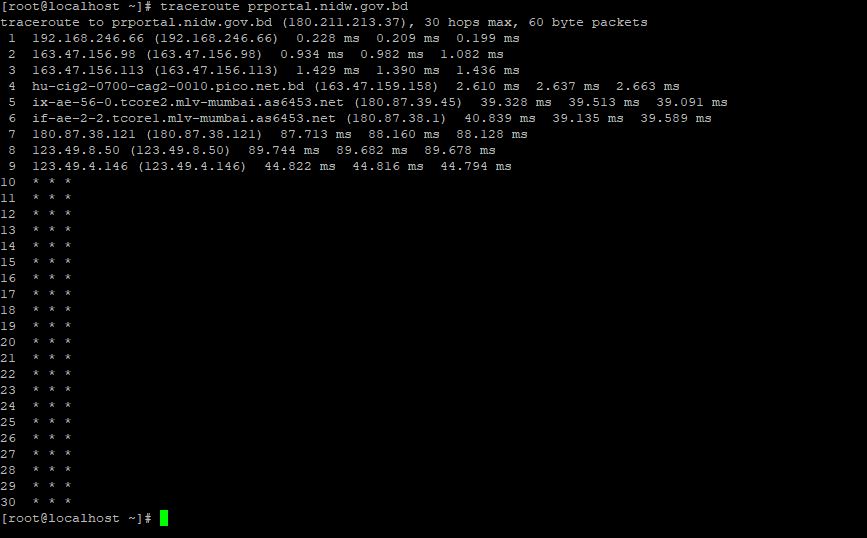 [root@localhost ~]# traceroute prportal.nidw.gov.bd
traceroute to prportal.nidw.gov.bd (180.211.213.37), 30 hops max, 60 byte packets
 1  192.168.246.66 (192.168.246.66)  0.228 ms  0.209 ms  0.199 ms
 2  163.47.156.98 (163.47.156.98)  0.934 ms  0.982 ms  1.082 ms
 3  163.47.156.113 (163.47.156.113)  1.429 ms  1.390 ms  1.436 ms
 4  hu-cig2-0700-cag2-0010.pico.net.bd (163.47.159.158)  2.610 ms  2.637 ms  2.663 ms
 5  ix-ae-56-0.tcore2.mlv-mumbai.as6453.net (180.87.39.45)  39.328 ms  39.513 ms  39.091 ms
 6  if-ae-2-2.tcore1.mlv-mumbai.as6453.net (180.87.38.1)  40.839 ms  39.135 ms  39.589 ms
 7  180.87.38.121 (180.87.38.121)  87.713 ms  88.160 ms  88.128 ms
 8  123.49.8.50 (123.49.8.50)  89.744 ms  89.682 ms  89.678 ms
 9  123.49.4.146 (123.49.4.146)  44.822 ms  44.816 ms  44.794 ms
10  * * *
11  * * *
12  * * *
13  * * *
14  * * *
15  * * *
16  * * *
17  * * *
18  * * *
19  * * *
20  * * *
21  * * *
22  * * *
23  * * *
24  * * *
25  * * *
26  * * *
27  * * *
28  * * *
29  * * *
30  * * *
[root@localhost ~]#